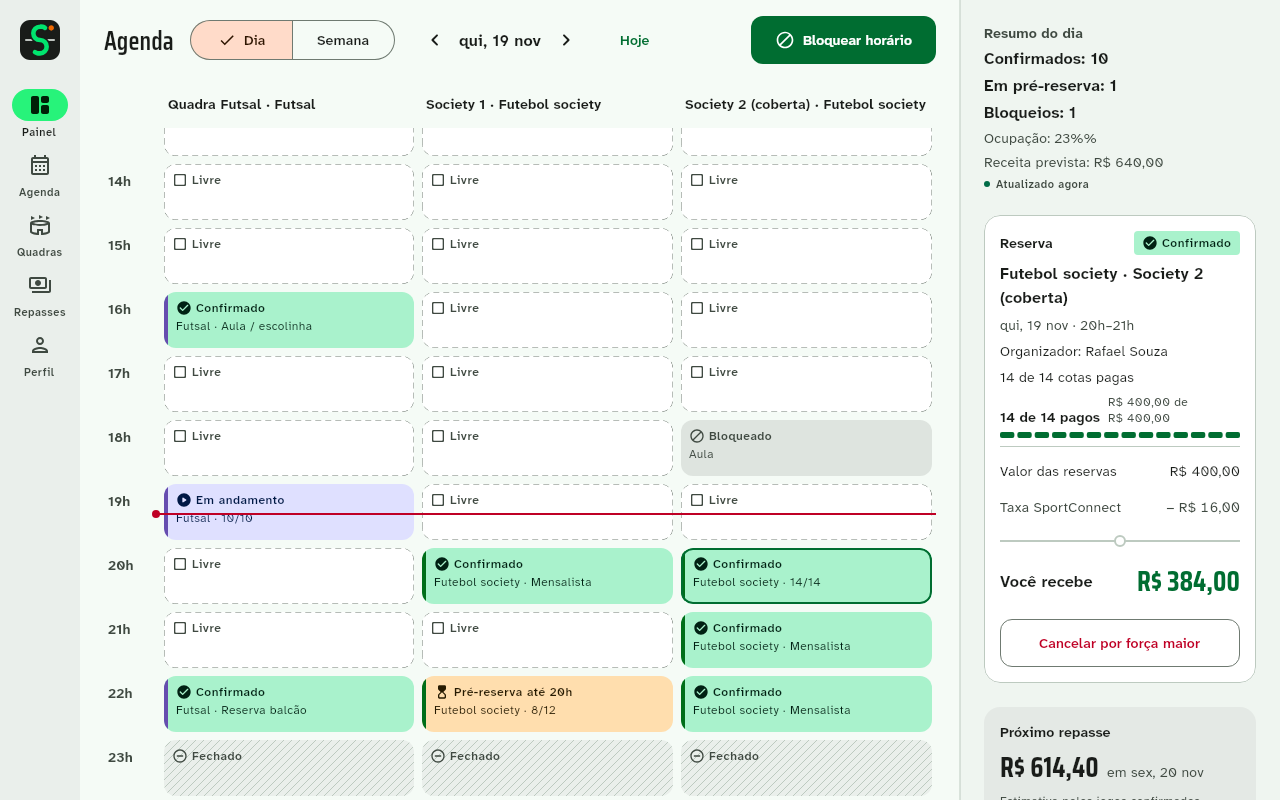 Agenda
Dia
Semana
qui, 19 nov
Hoje
Bloquear horário
Painel
Agenda
Quadras
Repasses
Perfil
Quadra Futsal · Futsal
Society 1 · Futebol society
Society 2 (coberta) · Futebol society
14h
Livre
Livre
Livre
15h
Livre
Livre
Livre
16h
Confirmado
Futsal · Aula / escolinha
Livre
Livre
17h
Livre
Livre
Livre
18h
Livre
Livre
Bloqueado
Aula
19h
Em andamento
Futsal · 10/10
Livre
Livre
20h
Livre
Confirmado
Futebol society · Mensalista
Confirmado
Futebol society · 14/14
21h
Livre
Livre
Confirmado
Futebol society · Mensalista
22h
Confirmado
Futsal · Reserva balcão
Pré-reserva até 20h
Futebol society · 8/12
Confirmado
Futebol society · Mensalista
23h
Fechado
Fechado
Fechado
Resumo do dia
Confirmados: 10
Em pré-reserva: 1
Bloqueios: 1
Ocupação: 23%%
Receita prevista: R$ 640,00
Atualizado agora
Reserva
Confirmado
Futebol society · Society 2
(coberta)
qui, 19 nov · 20h–21h
Organizador: Rafael Souza
14 de 14 cotas pagas
14 de 14 pagos
R$ 400,00 de
R$ 400,00
Valor das reservas
R$ 400,00
Taxa SportConnect
– R$ 16,00
Você recebe
R$ 384,00
Cancelar por força maior
Próximo repasse
R$ 614,40 em sex, 20 nov
Estimativa pelos jogos confirmados